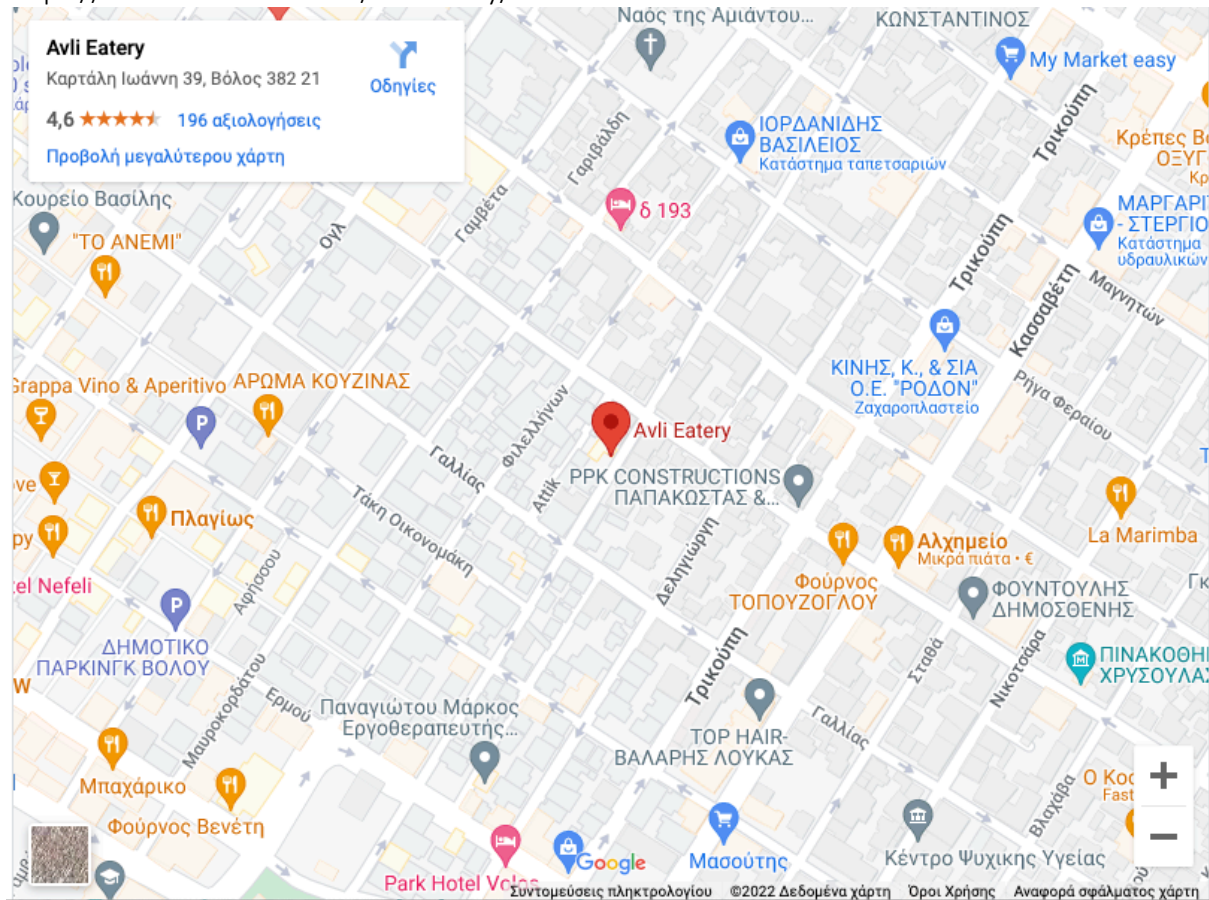 Avli Eatery
Καρτάλη Ιωάννη 39, Βόλος 382 21
Οδηγίες
4,6
196 αξιολογήσεις
Προβολή μεγαλύτερου χάρτη
Ναός της Αμιάντου...
ΚΩΝΣΤΑΝΤΙΝΟΣ
My Market easy
Τρικούπη
ΙΟΡΔΑΝΙΔΗΣ
ΒΑΣΙΛΕΙΟΣ
Κατάστημα ταπετσαριών
Γαριβάλδη
Κρέπες
Κουρείο Βασίλης
"ΤΟ ΑΝΕΜΙ"
Ογλ
Γαμβέτα
δ 193
Τρικούπη
- ΣΤΕΡΓΙΟ
Κατάστημα
υδραυλικών
Κασσαβέτη
Μαγνητών
ΚΙΝΗΣ, Κ., & ΣΙΑ
Ο.Ε. "ΡΟΔΟΝ"
Ζαχαροπλαστείο
Ρήγα Φεραίου
Grappa Vino & Aperitivo
ΑΡΩΜΑ ΚΟΥΖΙΝΑΣ
P
Φιλελλήνων
Avli Eatery
Γαλλίας
Attik
PPK CONSTRUCTIONS
ΠΑΠΑΚΩΣΤΑΣ &...
Τάκη Οικονομάκη
Πλαγίως
La Marimba
Αλχημείο
Μικρά πιάτα • €
Δεληγιώργη
Φούρνος
ΤΟΠΟΥΖΟΓΛΟΥ
ΦΟΥΝΤΟΥΛΗΣ
ΔΗΜΟΣΘΕΝΗΣ
Αφήσσου
el Nefeli
P
ΔΗΜΟΤΙΚΟ
ΠΑΡΚΙΝΓΚ ΒΟΛΟΥ
Τρικούπη
Σταθά
Νικοτσάρα
ΠΙΝΑΚΟΘΗ
ΧΡΥΣΟΥΛΑΣ
Μαυροκορδάτου
Ερμού
Παναγιώτου Μάρκος
Εργοθεραπευτής...
TOP HAIR-
ΒΑΛΑΡΗΣ ΛΟΥΚΑΣ
Γαλλίας
Μπαχάρικο
Φούρνος Βενέτη
Βλαχάβα
Fast
Park Hotel Volos
Google
Μασούτης
Κέντρο Ψυχικης Υγείας
Συντομεύσεις πληκτρολογίου ©2022 Δεδομένα χάρτη Όροι Χρήσης Αναφορά σφάλματος χάρτη